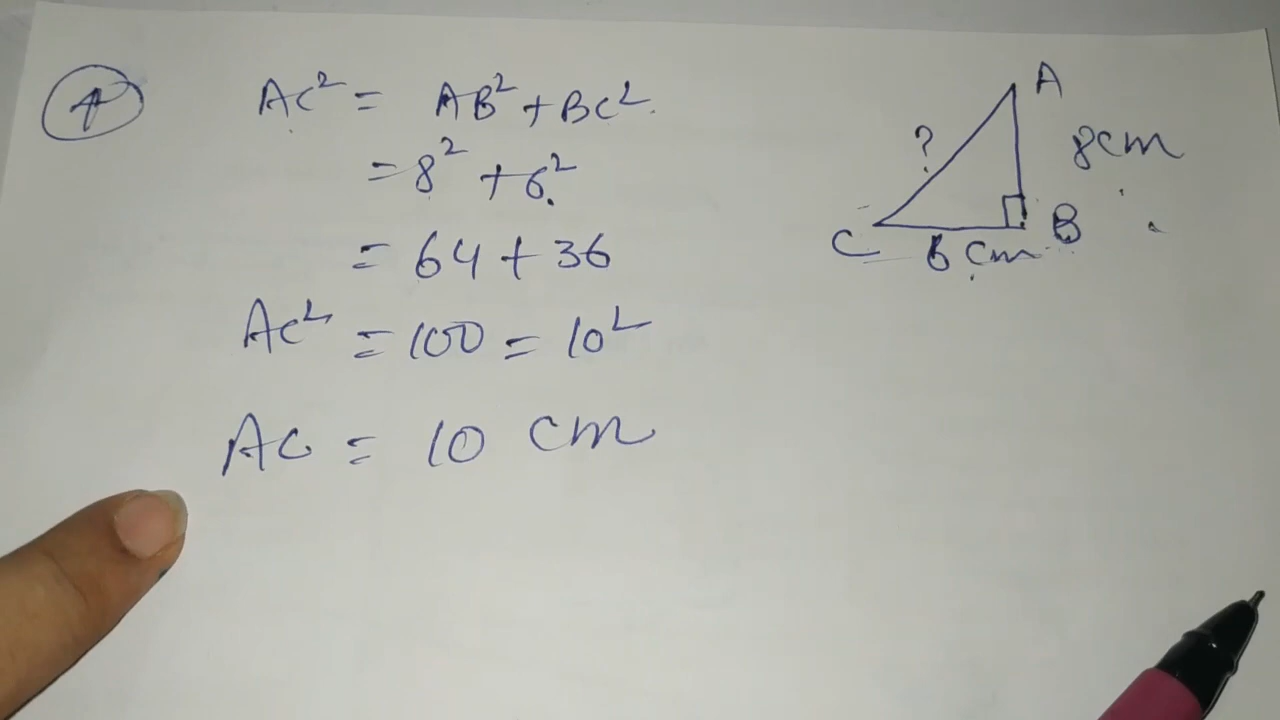 ④ AC² = AB² + BC²
= 8² + 6²
= 64 + 36
AC² = 100 = 10²
AC = 10 cm
A
? 8cm
C 6 cm B